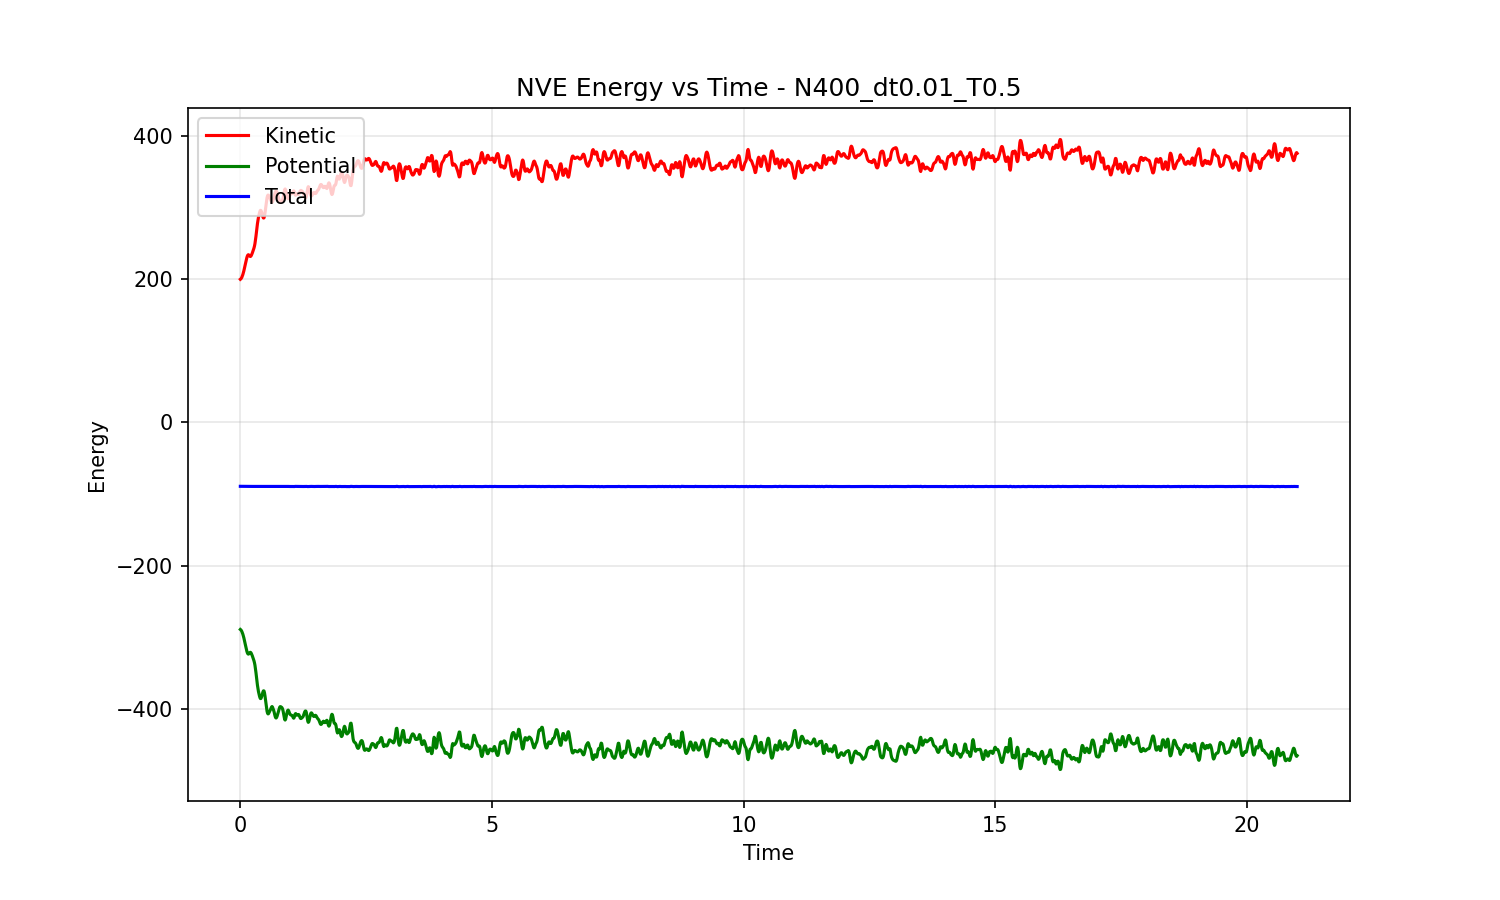 NVE Energy vs Time - N400_dt0.01_T0.5
Kinetic
Potential
Total
400
200
0
−200
−400
Energy
0
5
10
15
20
Time